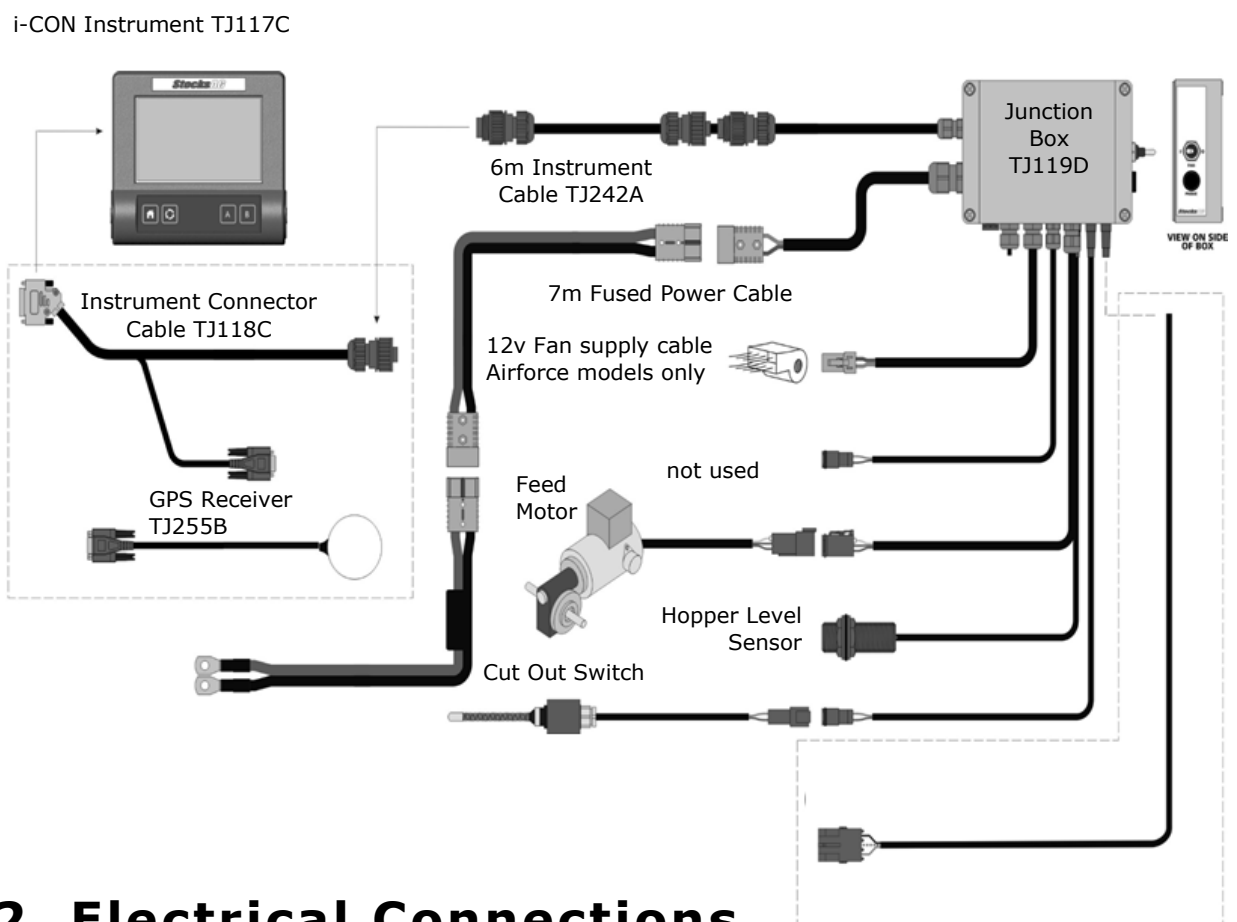 i-CON Instrument TJ117C
Stocks AG
A B
Junction
Box
TJ119D
6m Instrument
Cable TJ242A
VIEW ON SIDE
OF BOX
Instrument Connector
Cable TJ118C
7m Fused Power Cable
12v Fan supply cable
Airforce models only
GPS Receiver
TJ255B
Feed
Motor
not used
Hopper Level
Sensor
Cut Out Switch
2 Electrical Connections